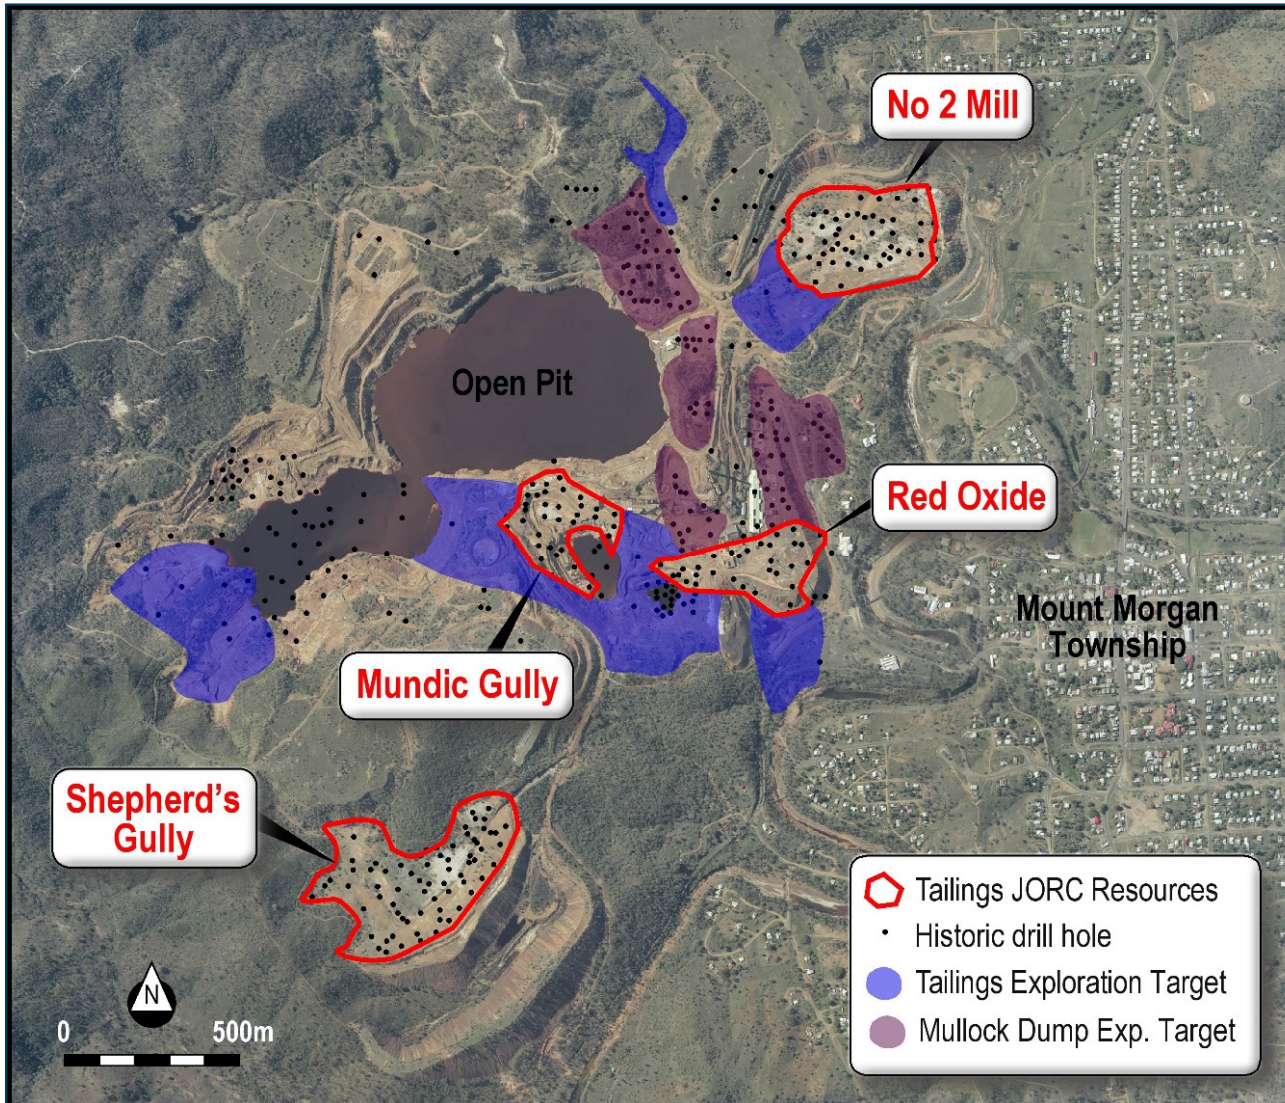 No 2 Mill
Open Pit
Red Oxide
Mount Morgan
Township
Mundic Gully
Shepherd's
Gully
Tailings JORC Resources
Historic drill hole
Tailings Exploration Target
Mullock Dump Exp. Target
N
0 500m